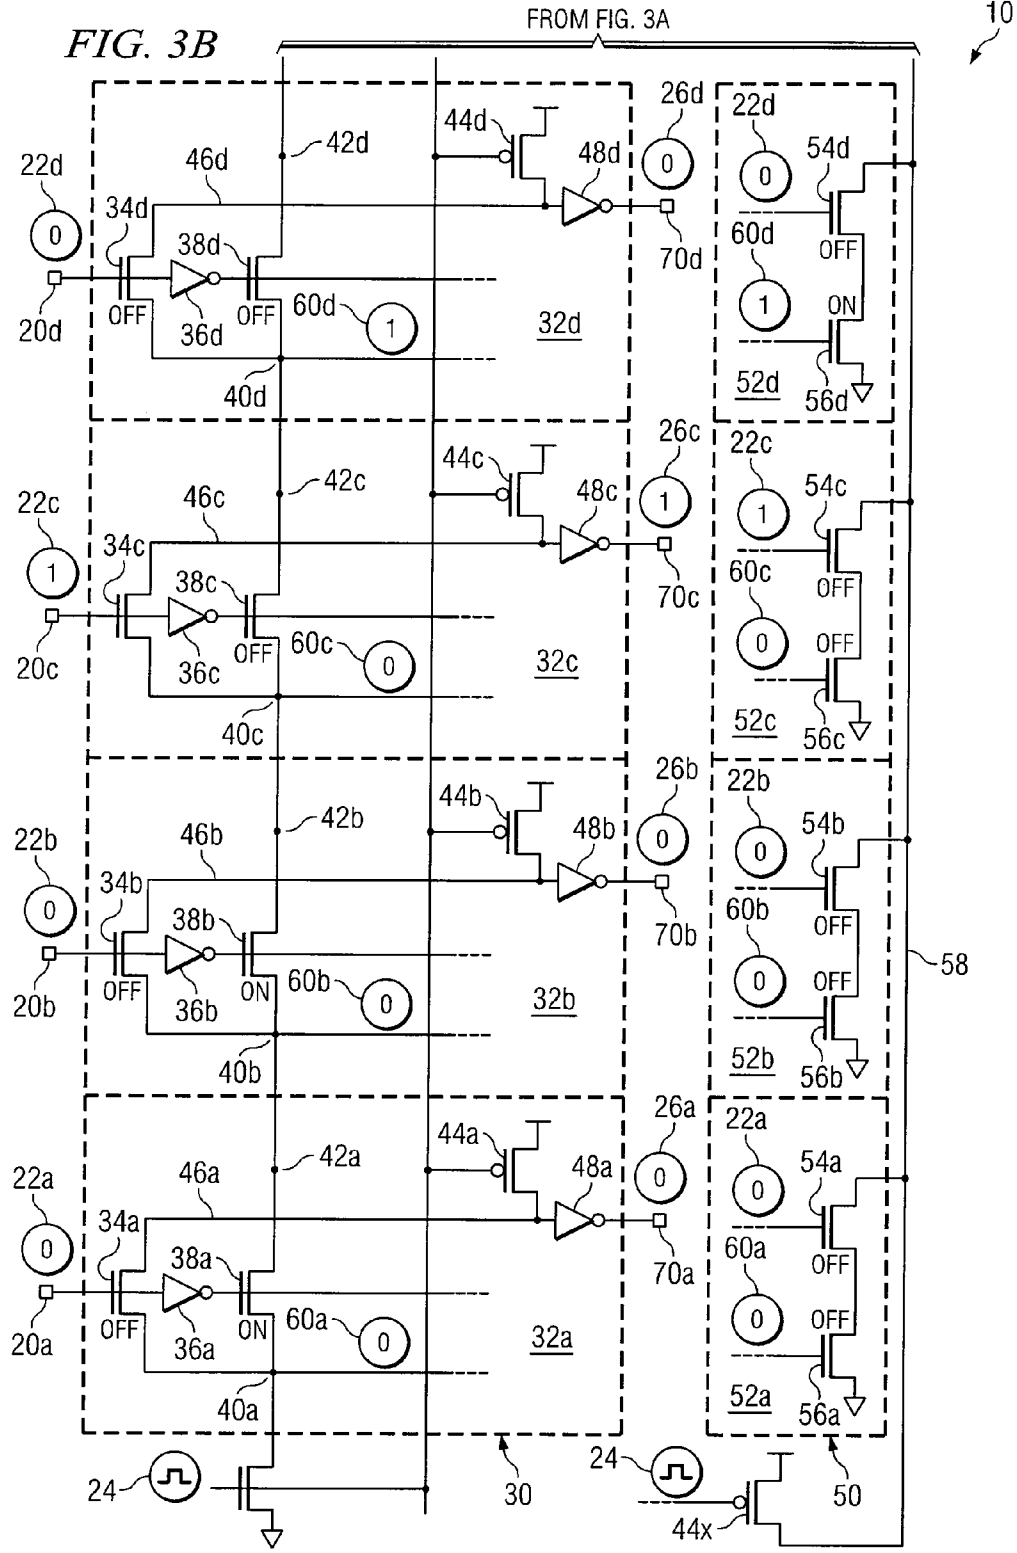 FROM FIG. 3A
10
FIG. 3B
26d
22d
44d
42d
54d
46d
48d
0
22d
0
34d
0
38d
60d
70d
OFF
60d
1
ON
OFF
OFF
1
20d
36d
32d
40d
52d
56d
26c
22c
44c
42c
54c
46c
48c
1
22c
1
34c
1
38c
60c
70c
OFF
60c
0
OFF
OFF
0
20c
36c
32c
40c
52c
56c
26b
22b
44b
42b
54b
46b
48b
0
22b
0
34b
0
38b
60b
70b
OFF
58
60b
0
OFF
OFF
ON
0
20b
36b
32b
40b
52b
56b
26a
22a
44a
42a
54a
46a
48a
0
22a
0
34a
0
38a
60a
70a
OFF
60a
0
OFF
OFF
ON
0
20a
36a
32a
40a
52a
56a
24
30
24
50
44x